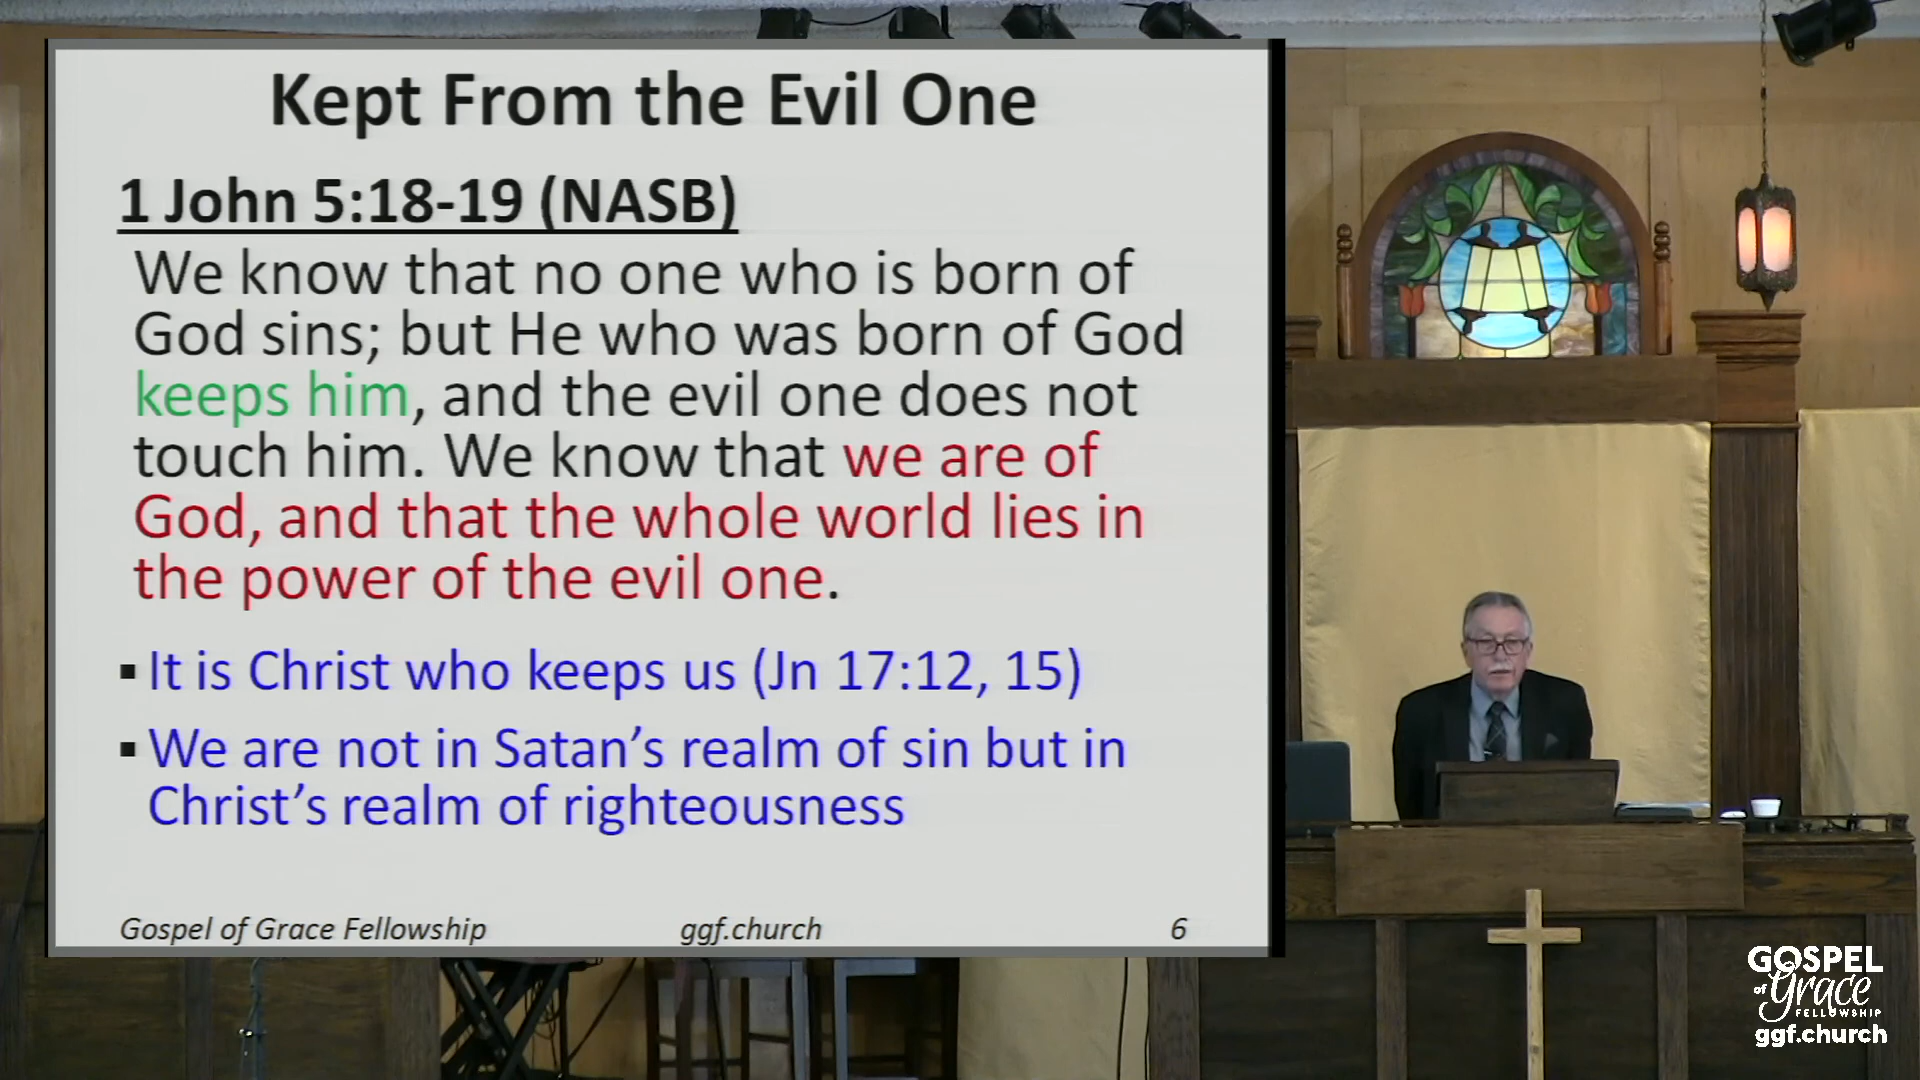 Kept From the Evil One
1 John 5:18-19 (NASB)
We know that no one who is born of
God sins; but He who was born of God
keeps him, and the evil one does not
touch him. We know that we are of
God, and that the whole world lies in
the power of the evil one.
▪ It is Christ who keeps us (Jn 17:12, 15)
▪ We are not in Satan’s realm of sin but in
Christ’s realm of righteousness
Gospel of Grace Fellowship ggf.church 6
GOSPEL
of Grace
FELLOWSHIP
ggf.church